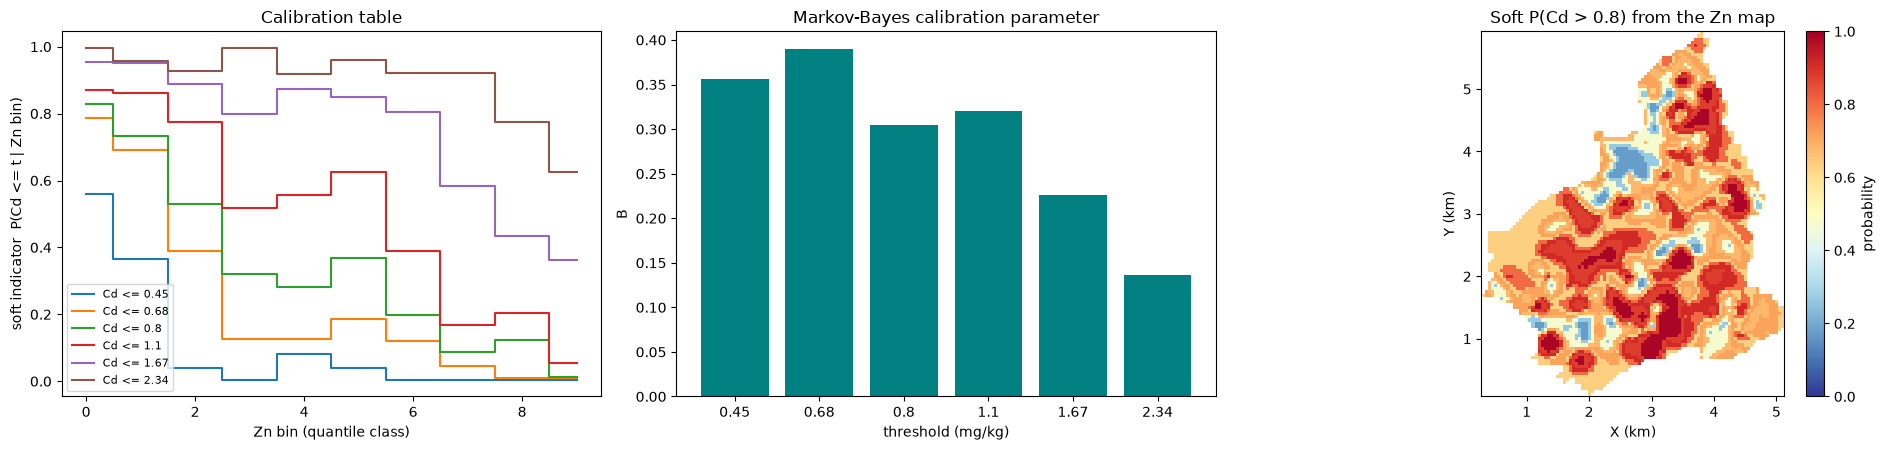 Calibration table
soft indicator P(Cd <= t | Zn bin)
1.0
0.8
0.6
0.4
0.2
0.0
Cd <= 0.45
Cd <= 0.68
Cd <= 0.8
Cd <= 1.1
Cd <= 1.67
Cd <= 2.34
0 2 4 6 8
Zn bin (quantile class)
Markov-Bayes calibration parameter
B
0.40
0.35
0.30
0.25
0.20
0.15
0.10
0.05
0.00
0.45 0.68 0.8 1.1 1.67 2.34
threshold (mg/kg)
Soft P(Cd > 0.8) from the Zn map
Y (km)
5
4
3
2
1
1 2 3 4 5
X (km)
1.0
0.8
0.6
0.4
0.2
0.0
probability